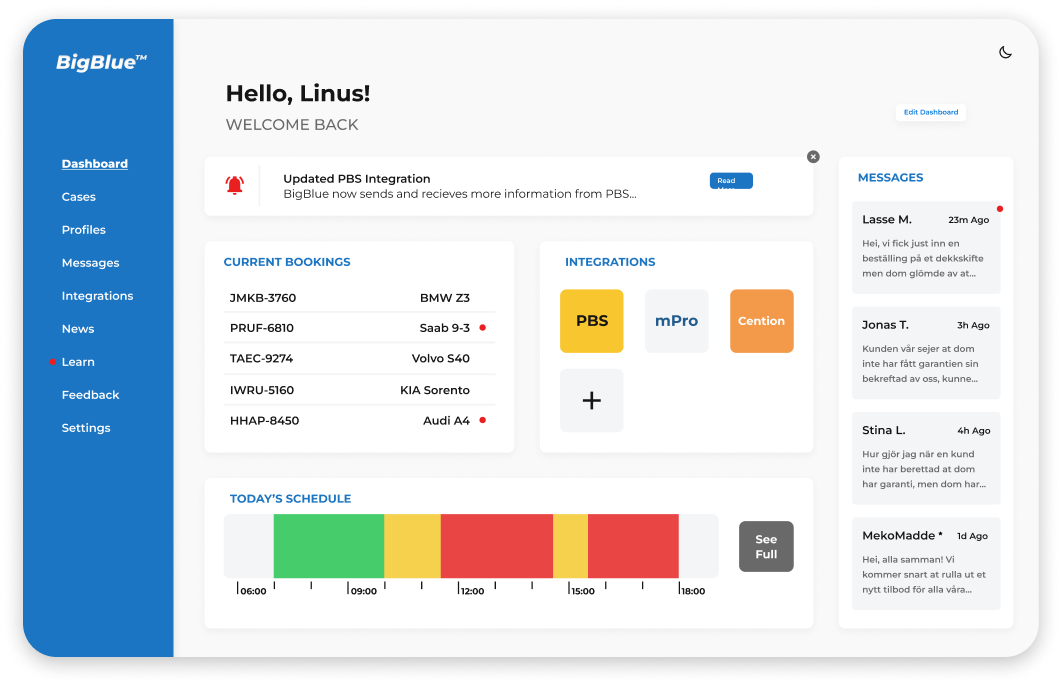 BigBlue™
Dashboard
Cases
Profiles
Messages
Integrations
News
Learn
Feedback
Settings
Hello, Linus!
WELCOME BACK
Edit Dashboard
Updated PBS Integration
BigBlue now sends and recieves more information from PBS...
Read
More
CURRENT BOOKINGS
JMKB-3760 BMW Z3
PRUF-6810 Saab 9-3
TAEC-9274 Volvo S40
IWRU-5160 KIA Sorento
HHAP-8450 Audi A4
INTEGRATIONS
PBS mPro Cention
+
TODAY'S SCHEDULE
06:00 09:00 12:00 15:00 18:00
See
Full
MESSAGES
Lasse M. 23m Ago
Hei, vi fick just inn en
beställing på et dekkskifte
men dom glömde av at...
Jonas T. 3h Ago
Kunden vår sejer at dom
inte har fått garantien sin
bekreftad av oss, kunne...
Stina L. 4h Ago
Hur gjör jag när en kund
inte har berettad at dom
har garanti, men dom har...
MekoMadde * 1d Ago
Hei, alla samman! Vi
kommer snart at rulla ut et
nytt tilbod för alla våra...